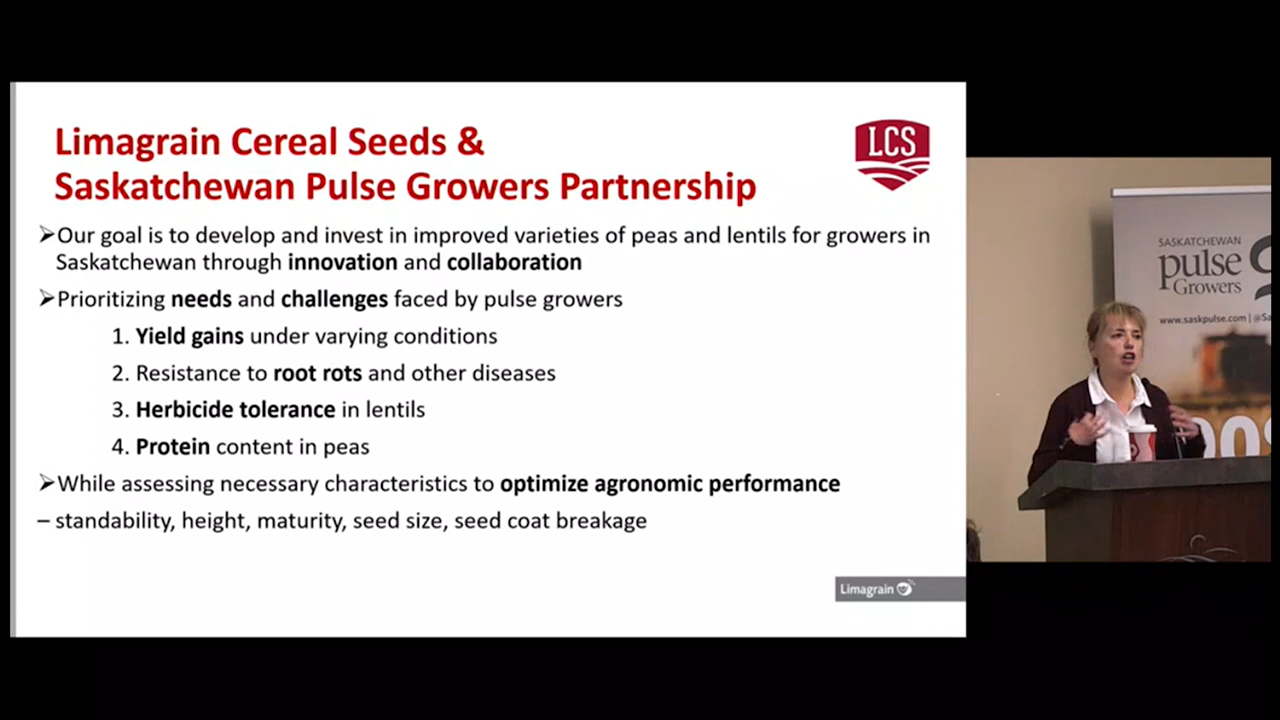 Limagrain Cereal Seeds &
Saskatchewan Pulse Growers Partnership
LCS
➢Our goal is to develop and invest in improved varieties of peas and lentils for growers in
Saskatchewan through innovation and collaboration
➢Prioritizing needs and challenges faced by pulse growers
1. Yield gains under varying conditions
2. Resistance to root rots and other diseases
3. Herbicide tolerance in lentils
4. Protein content in peas
➢While assessing necessary characteristics to optimize agronomic performance
– standability, height, maturity, seed size, seed coat breakage
Limagrain
SASKATCHEWAN
pulse
Growers
www.saskpulse.com |